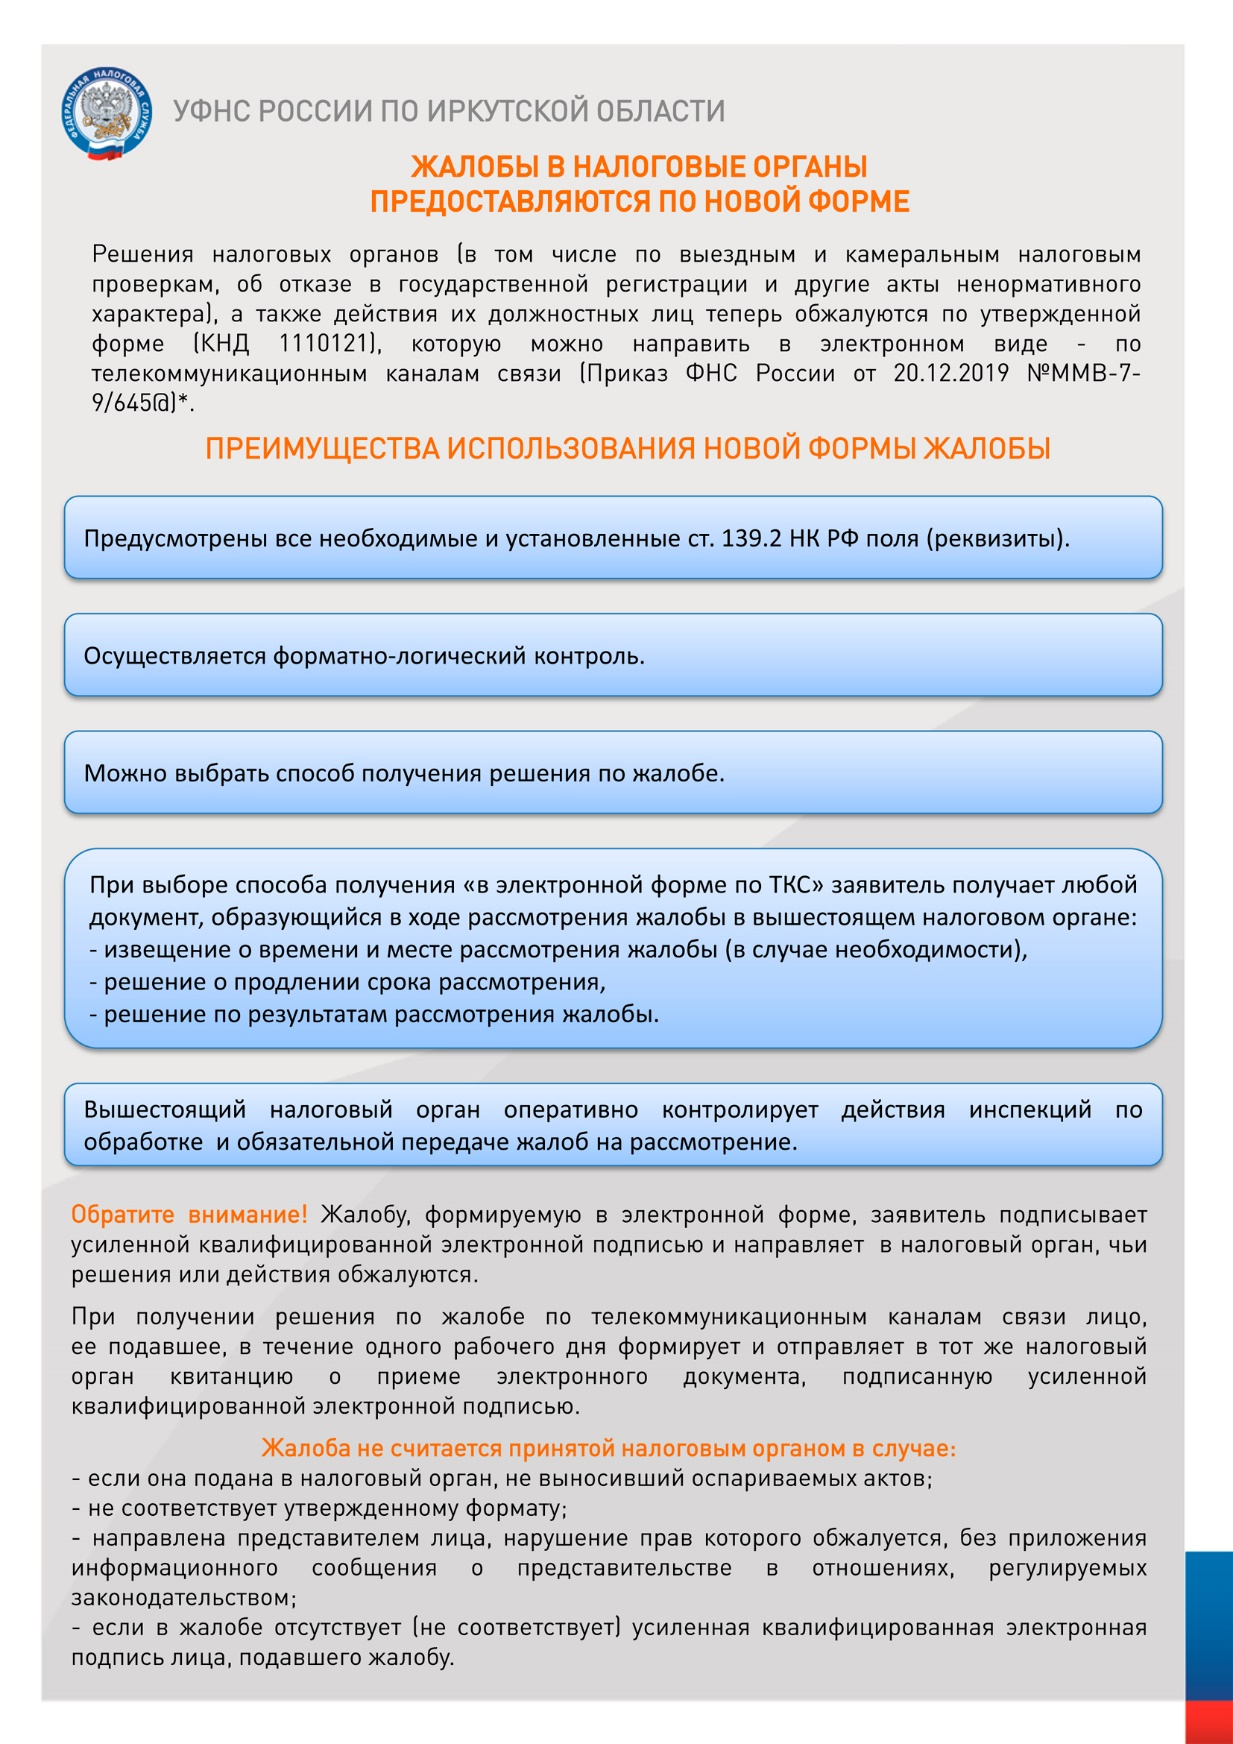 ФЕДЕРАЛЬНАЯ НАЛОГОВАЯ СЛУЖБА
УФНС РОССИИ ПО ИРКУТСКОЙ ОБЛАСТИ
ЖАЛОБЫ В НАЛОГОВЫЕ ОРГАНЫ
ПРЕДОСТАВЛЯЮТСЯ ПО НОВОЙ ФОРМЕ
Решения налоговых органов (в том числе по выездным и камеральным налоговым
проверкам, об отказе в государственной регистрации и другие акты ненормативного
характера), а также действия их должностных лиц теперь обжалуются по утвержденной
форме (КНД 1110121), которую можно направить в электронном виде - по
телекоммуникационным каналам связи (Приказ ФНС России от 20.12.2019 №ММВ-7-
9/645@)*.
ПРЕИМУЩЕСТВА ИСПОЛЬЗОВАНИЯ НОВОЙ ФОРМЫ ЖАЛОБЫ
Предусмотрены все необходимые и установленные ст. 139.2 НК РФ поля (реквизиты).
Осуществляется форматно-логический контроль.
Можно выбрать способ получения решения по жалобе.
При выборе способа получения «в электронной форме по ТКС» заявитель получает любой
документ, образующийся в ходе рассмотрения жалобы в вышестоящем налоговом органе:
- извещение о времени и месте рассмотрения жалобы (в случае необходимости),
- решение о продлении срока рассмотрения,
- решение по результатам рассмотрения жалобы.
Вышестоящий налоговый орган оперативно контролирует действия инспекций по
обработке и обязательной передаче жалоб на рассмотрение.
Обратите внимание! Жалобу, формируемую в электронной форме, заявитель подписывает
усиленной квалифицированной электронной подписью и направляет в налоговый орган, чьи
решения или действия обжалуются.
При получении решения по жалобе по телекоммуникационным каналам связи лицо,
ее подавшее, в течение одного рабочего дня формирует и отправляет в тот же налоговый
орган квитанцию о приеме электронного документа, подписанную усиленной
квалифицированной электронной подписью.
Жалоба не считается принятой налоговым органом в случае:
- если она подана в налоговый орган, не выносивший оспариваемых актов;
- не соответствует утвержденному формату;
- направлена представителем лица, нарушение прав которого обжалуется, без приложения
информационного сообщения о представительстве в отношениях, регулируемых
законодательством;
- если в жалобе отсутствует (не соответствует) усиленная квалифицированная электронная
подпись лица, подавшего жалобу.